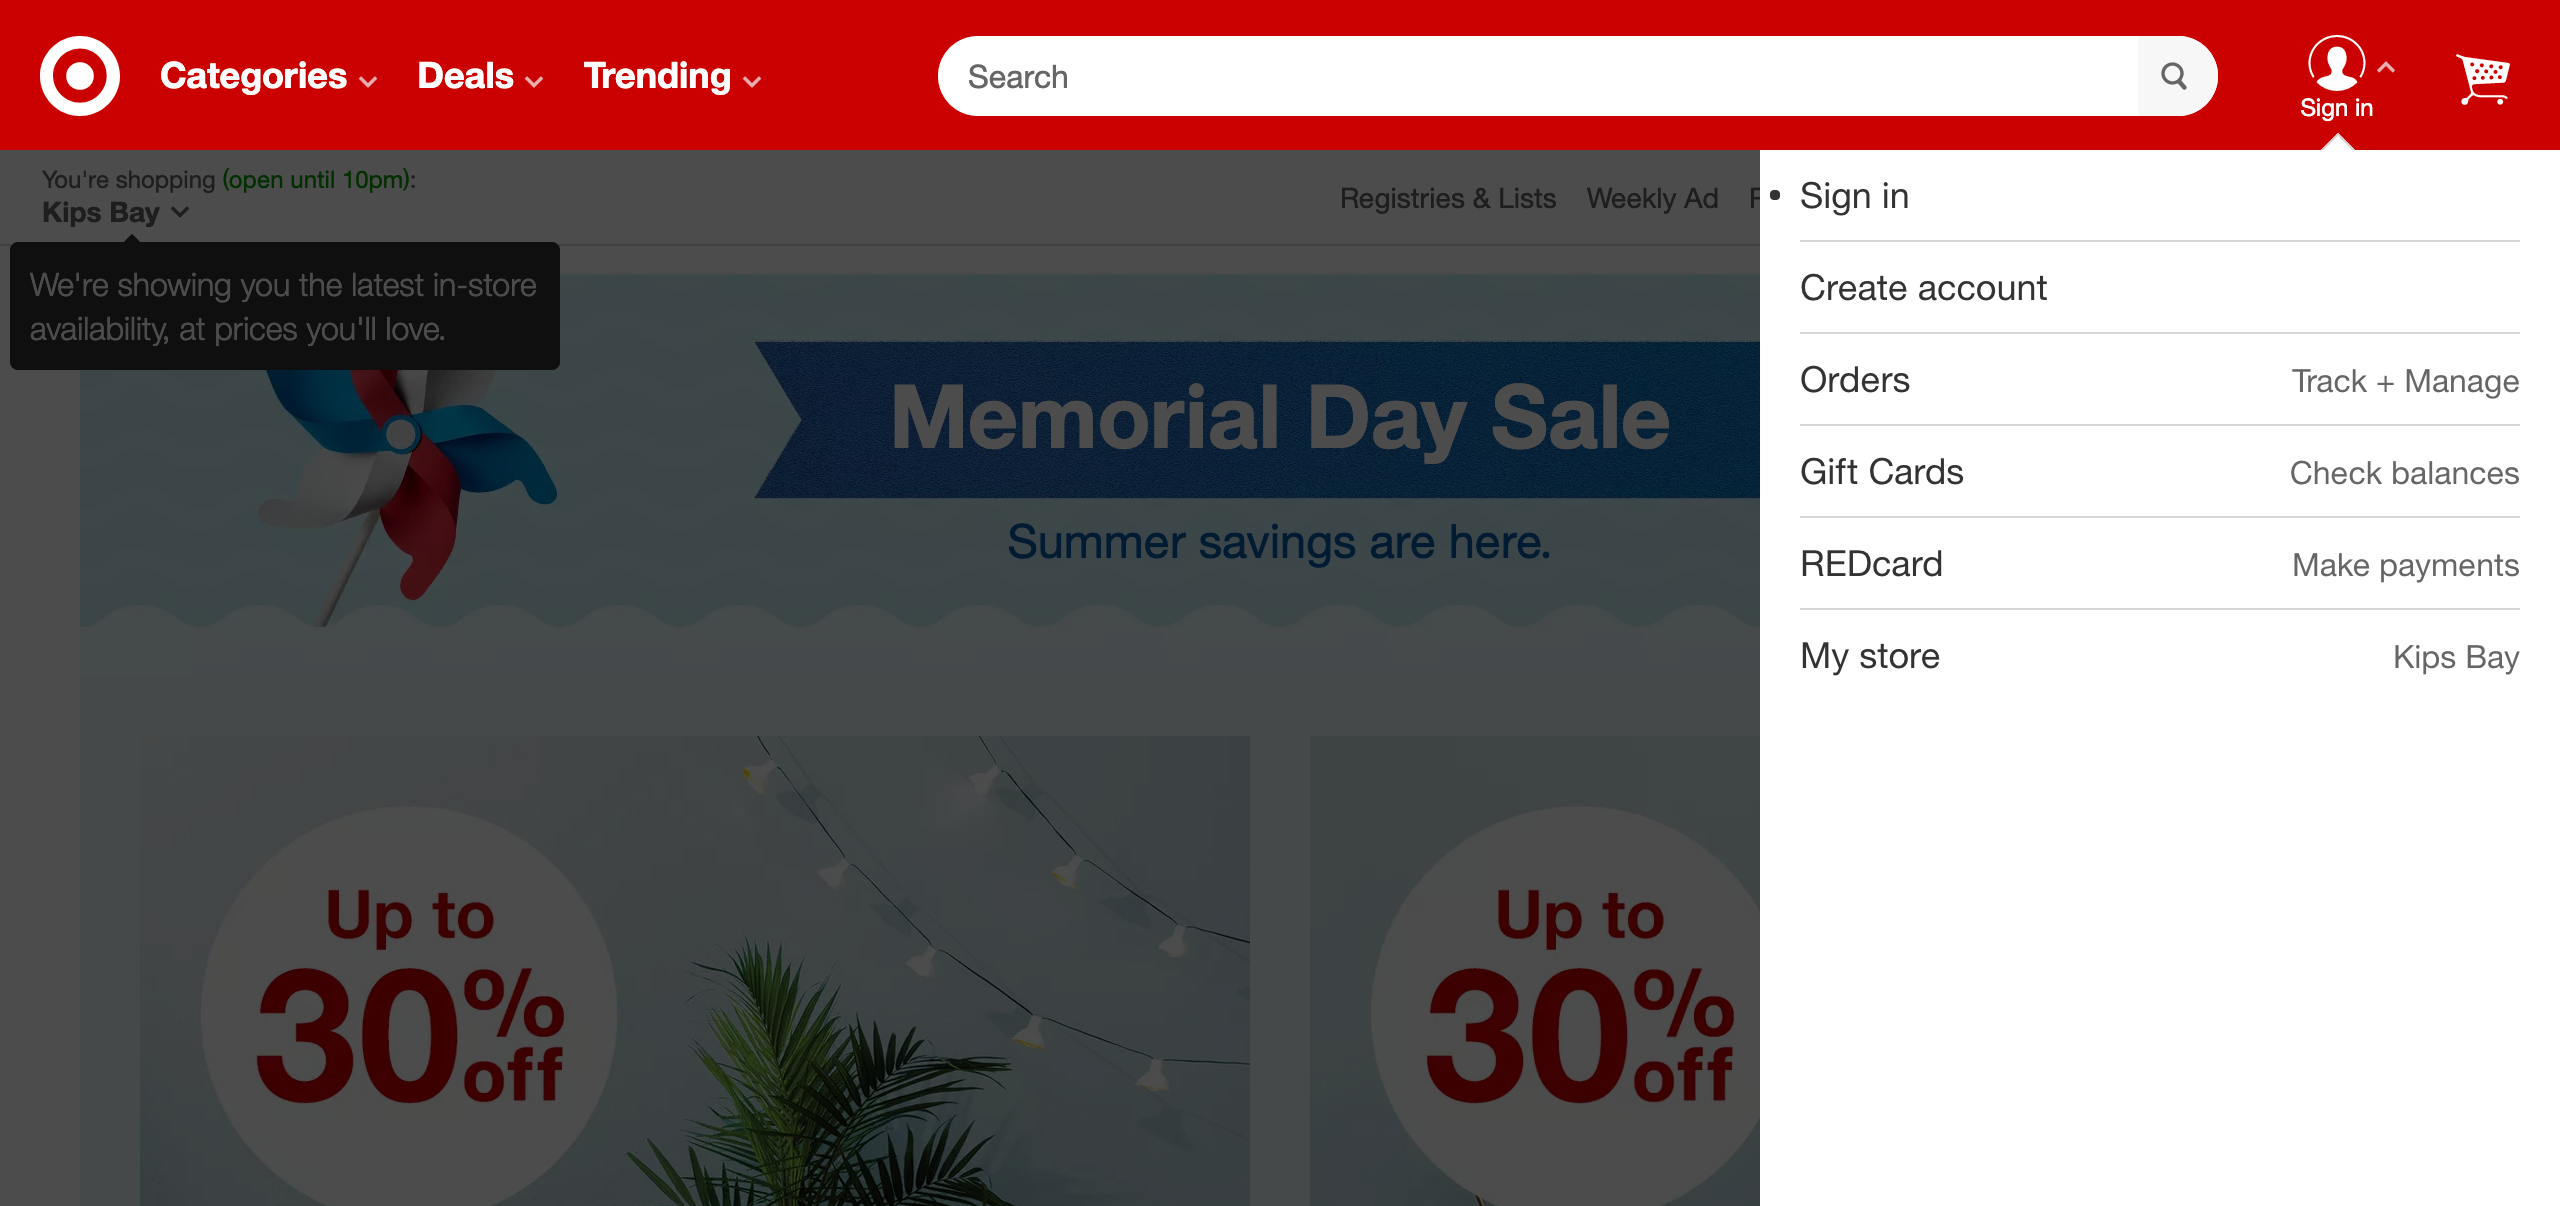 Categories Deals Trending
Search
Sign in
You're shopping (open until 10pm):
Kips Bay
Registries & Lists Weekly Ad
We're showing you the latest in-store
availability, at prices you'll love.
Memorial Day Sale
Summer savings are here.
Up to
30%
off
Up to
30%
off
Sign in
Create account
Orders Track + Manage
Gift Cards Check balances
REDcard Make payments
My store Kips Bay